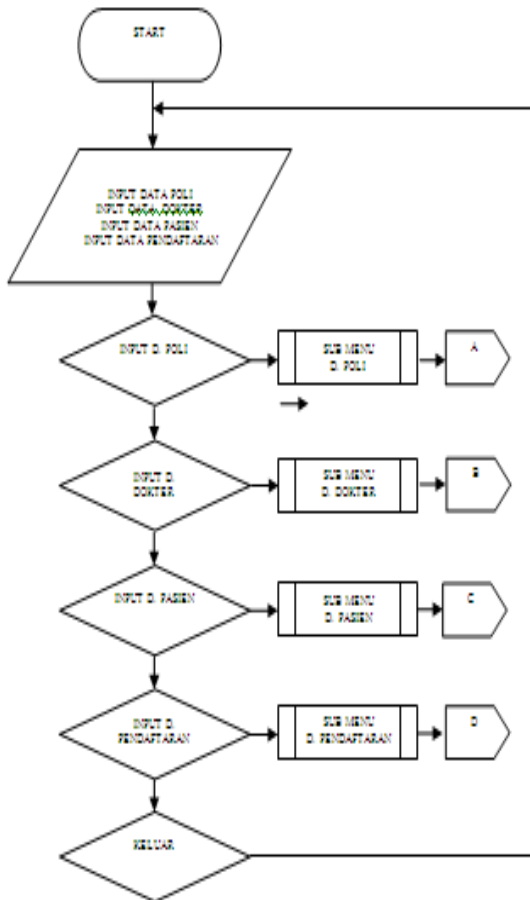 START
INPUT DATA POLI
INPUT DATA DOKTER
INPUT DATA PASIEN
INPUT DATA PENDAFTARAN
INPUT D. POLI
SUB MENU
D. POLI
A
INPUT D.
DOKTER
SUB MENU
D. DOKTER
B
INPUT D. PASIEN
SUB MENU
D. PASIEN
C
INPUT D.
PENDAFTARAN
SUB MENU
D. PENDAFTARAN
D
KELUAR